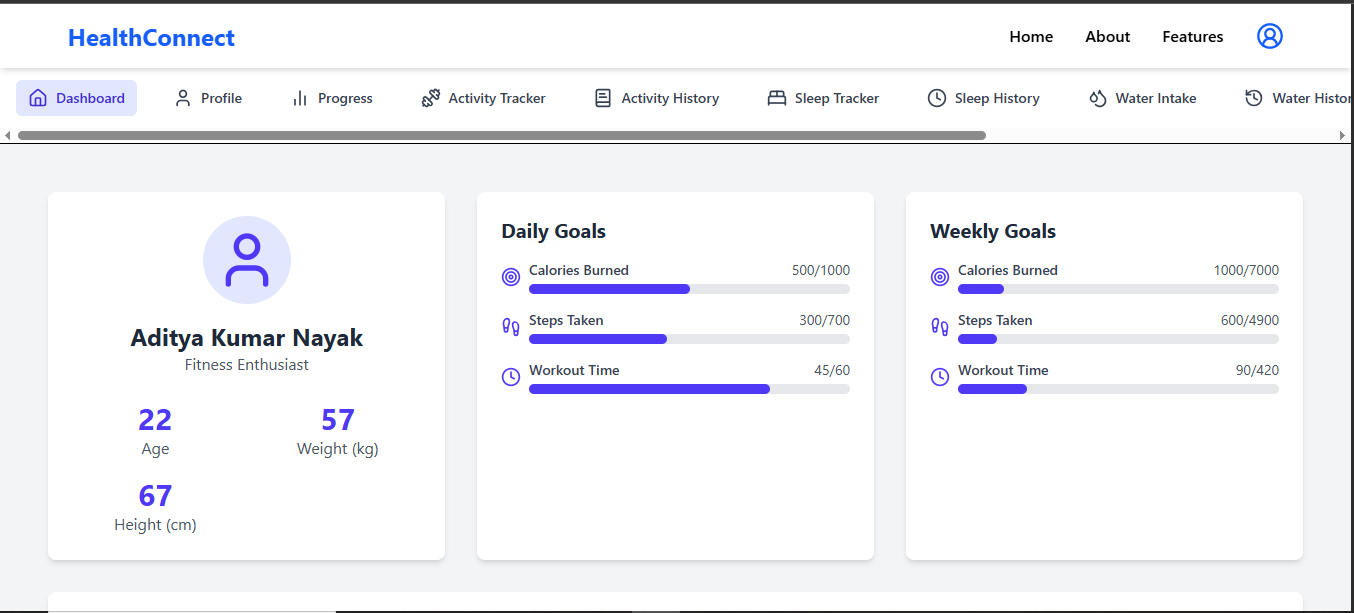 HealthConnect Home About Features
Dashboard Profile Progress Activity Tracker Activity History Sleep Tracker Sleep History Water Intake Water Histor
Aditya Kumar Nayak
Fitness Enthusiast
22 57
Age Weight (kg)
67
Height (cm)
Daily Goals
Calories Burned 500/1000
Steps Taken 300/700
Workout Time 45/60
Weekly Goals
Calories Burned 1000/7000
Steps Taken 600/4900
Workout Time 90/420